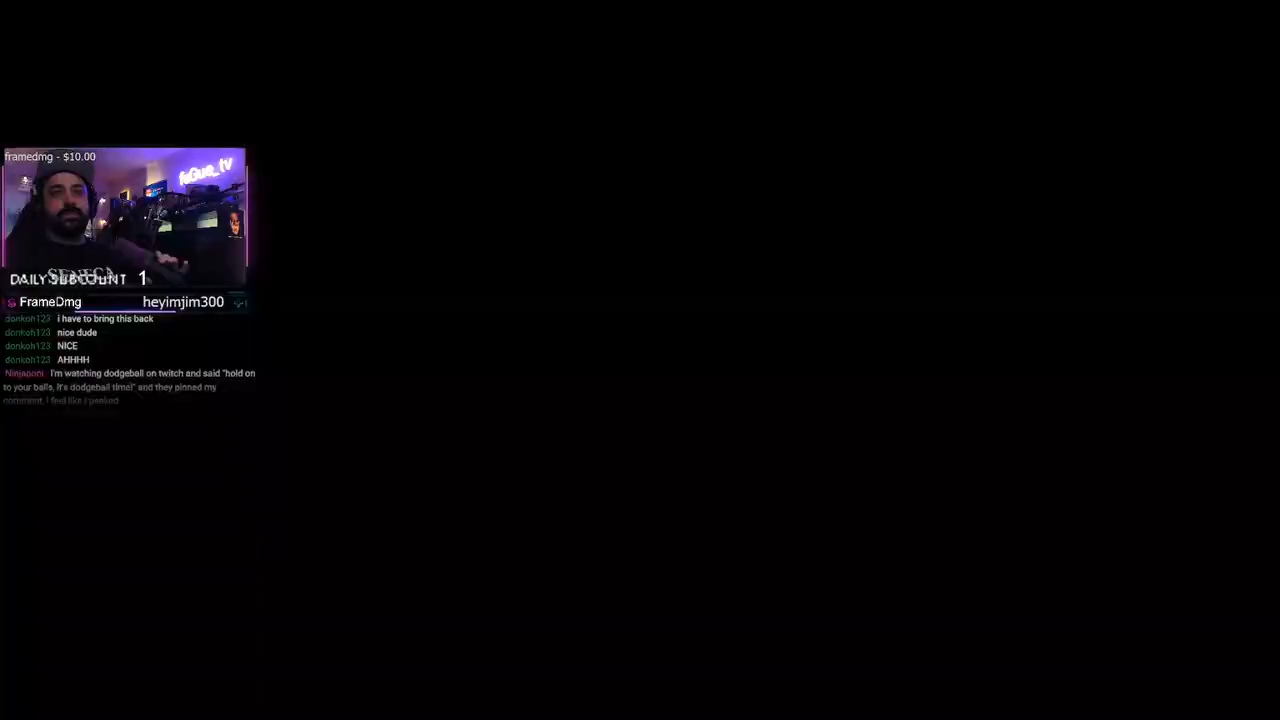 framedmg - $10.00
faGue_tv
SENECA
DAILY SUBCOUNT 1
FrameDmg heyimjim300
donkoh123 i have to bring this back
donkoh123 nice dude
donkoh123 NICE
donkoh123 AHHHH
Ninjaponi I'm watching dodgeball on twitch and said "hold on
to your balls, it's dodgeball time!" and they pinned my
comment, I feel like I peaked